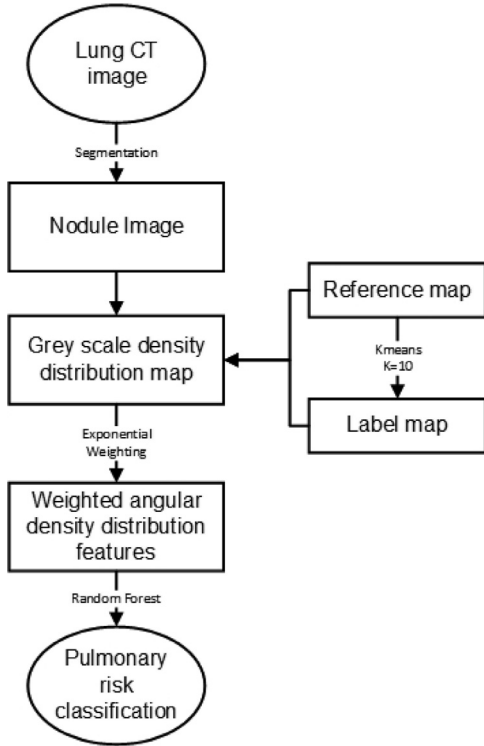 Lung CT
image
Segmentation
Nodule Image
Reference map
Grey scale density
distribution map
Kmeans
K=10
Label map
Exponential
Weighting
Weighted angular
density distribution
features
Random Forest
Pulmonary
risk
classification